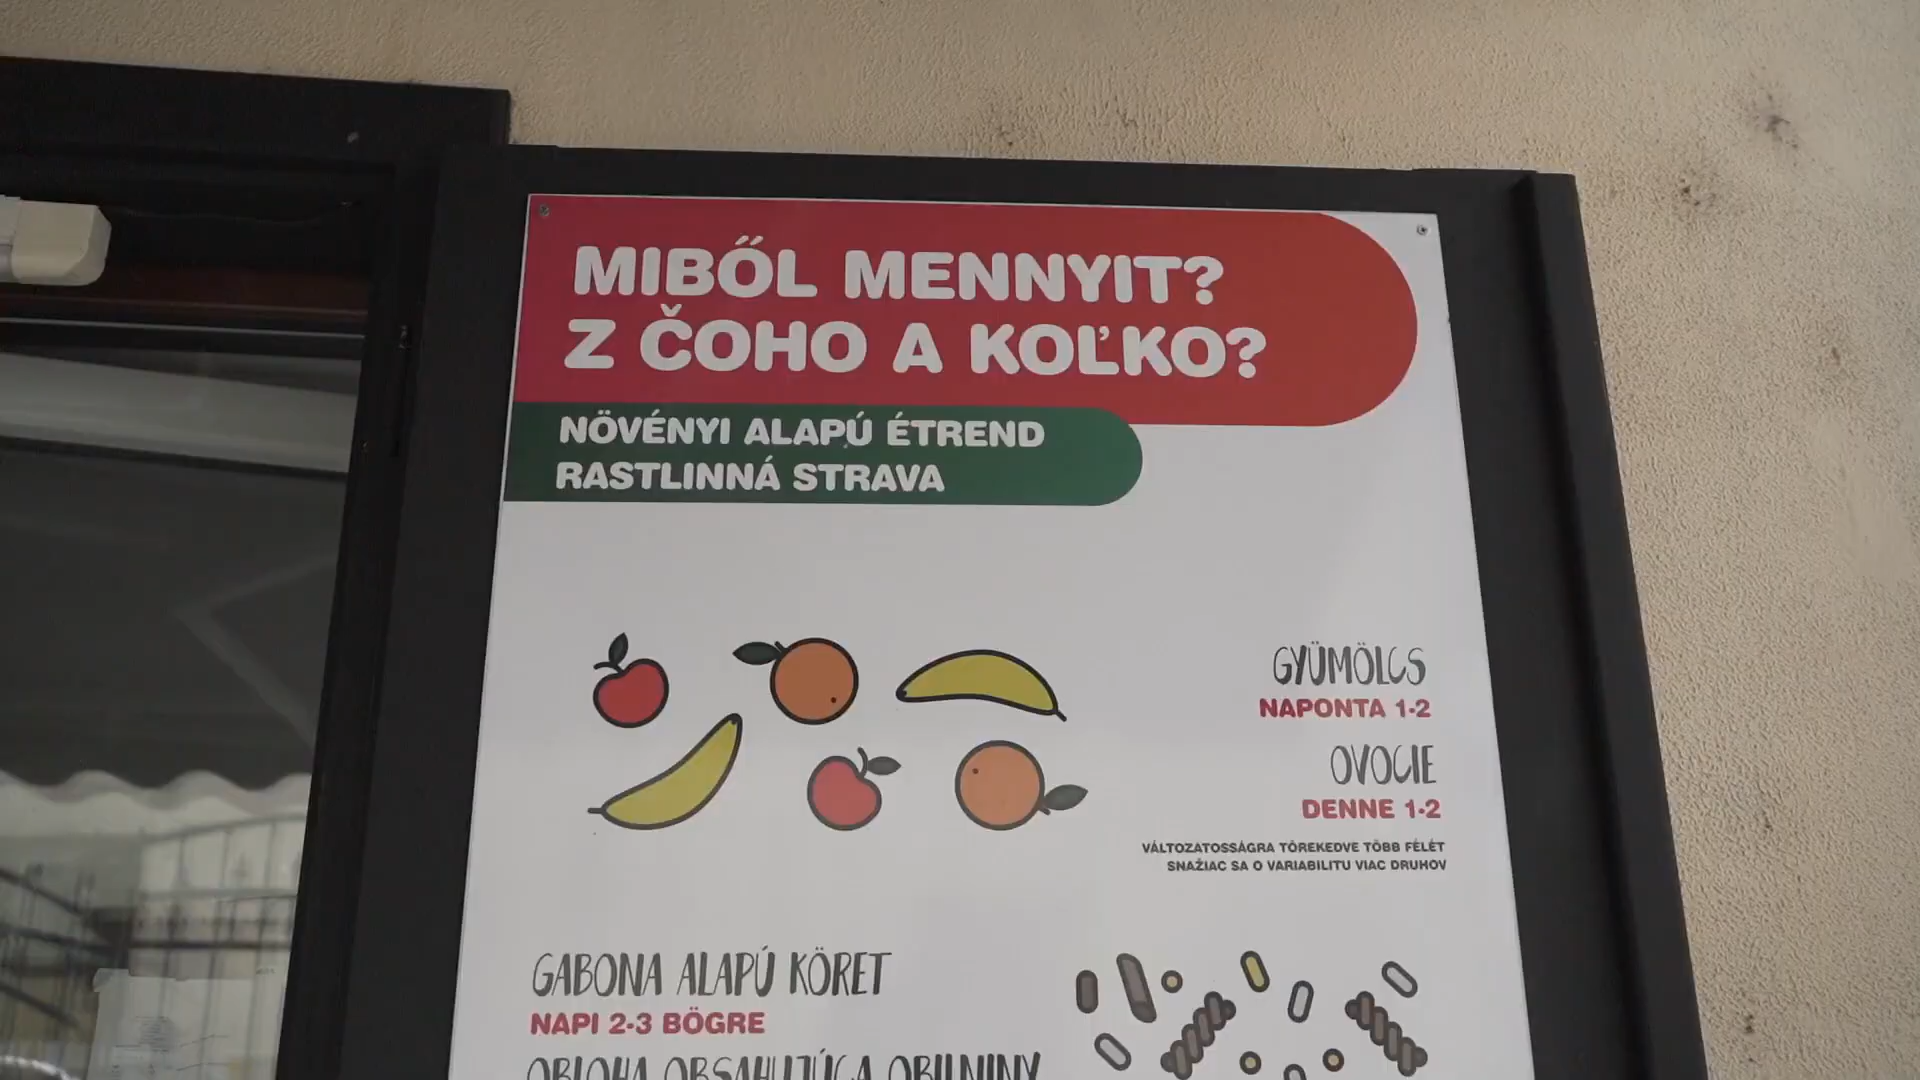 MIBŐL MENNYIT?
Z ČOHO A KOĽKO?
NÖVÉNYI ALAPÚ ÉTREND
RASTLINNÁ STRAVA
GYÜMÖLCS
NAPONTA 1-2
OVOCIE
DENNE 1-2
VÁLTOZATOSSÁGRA TÖREKEDVE TÖBB FÉLÉT
SNAŽIAC SA O VARIABILITU VIAC DRUHOV
GABONA ALAPÚ KÖRET
NAPI 2-3 BÖGRE
OBLOHA OBSAHUJÚCA OBILNINY